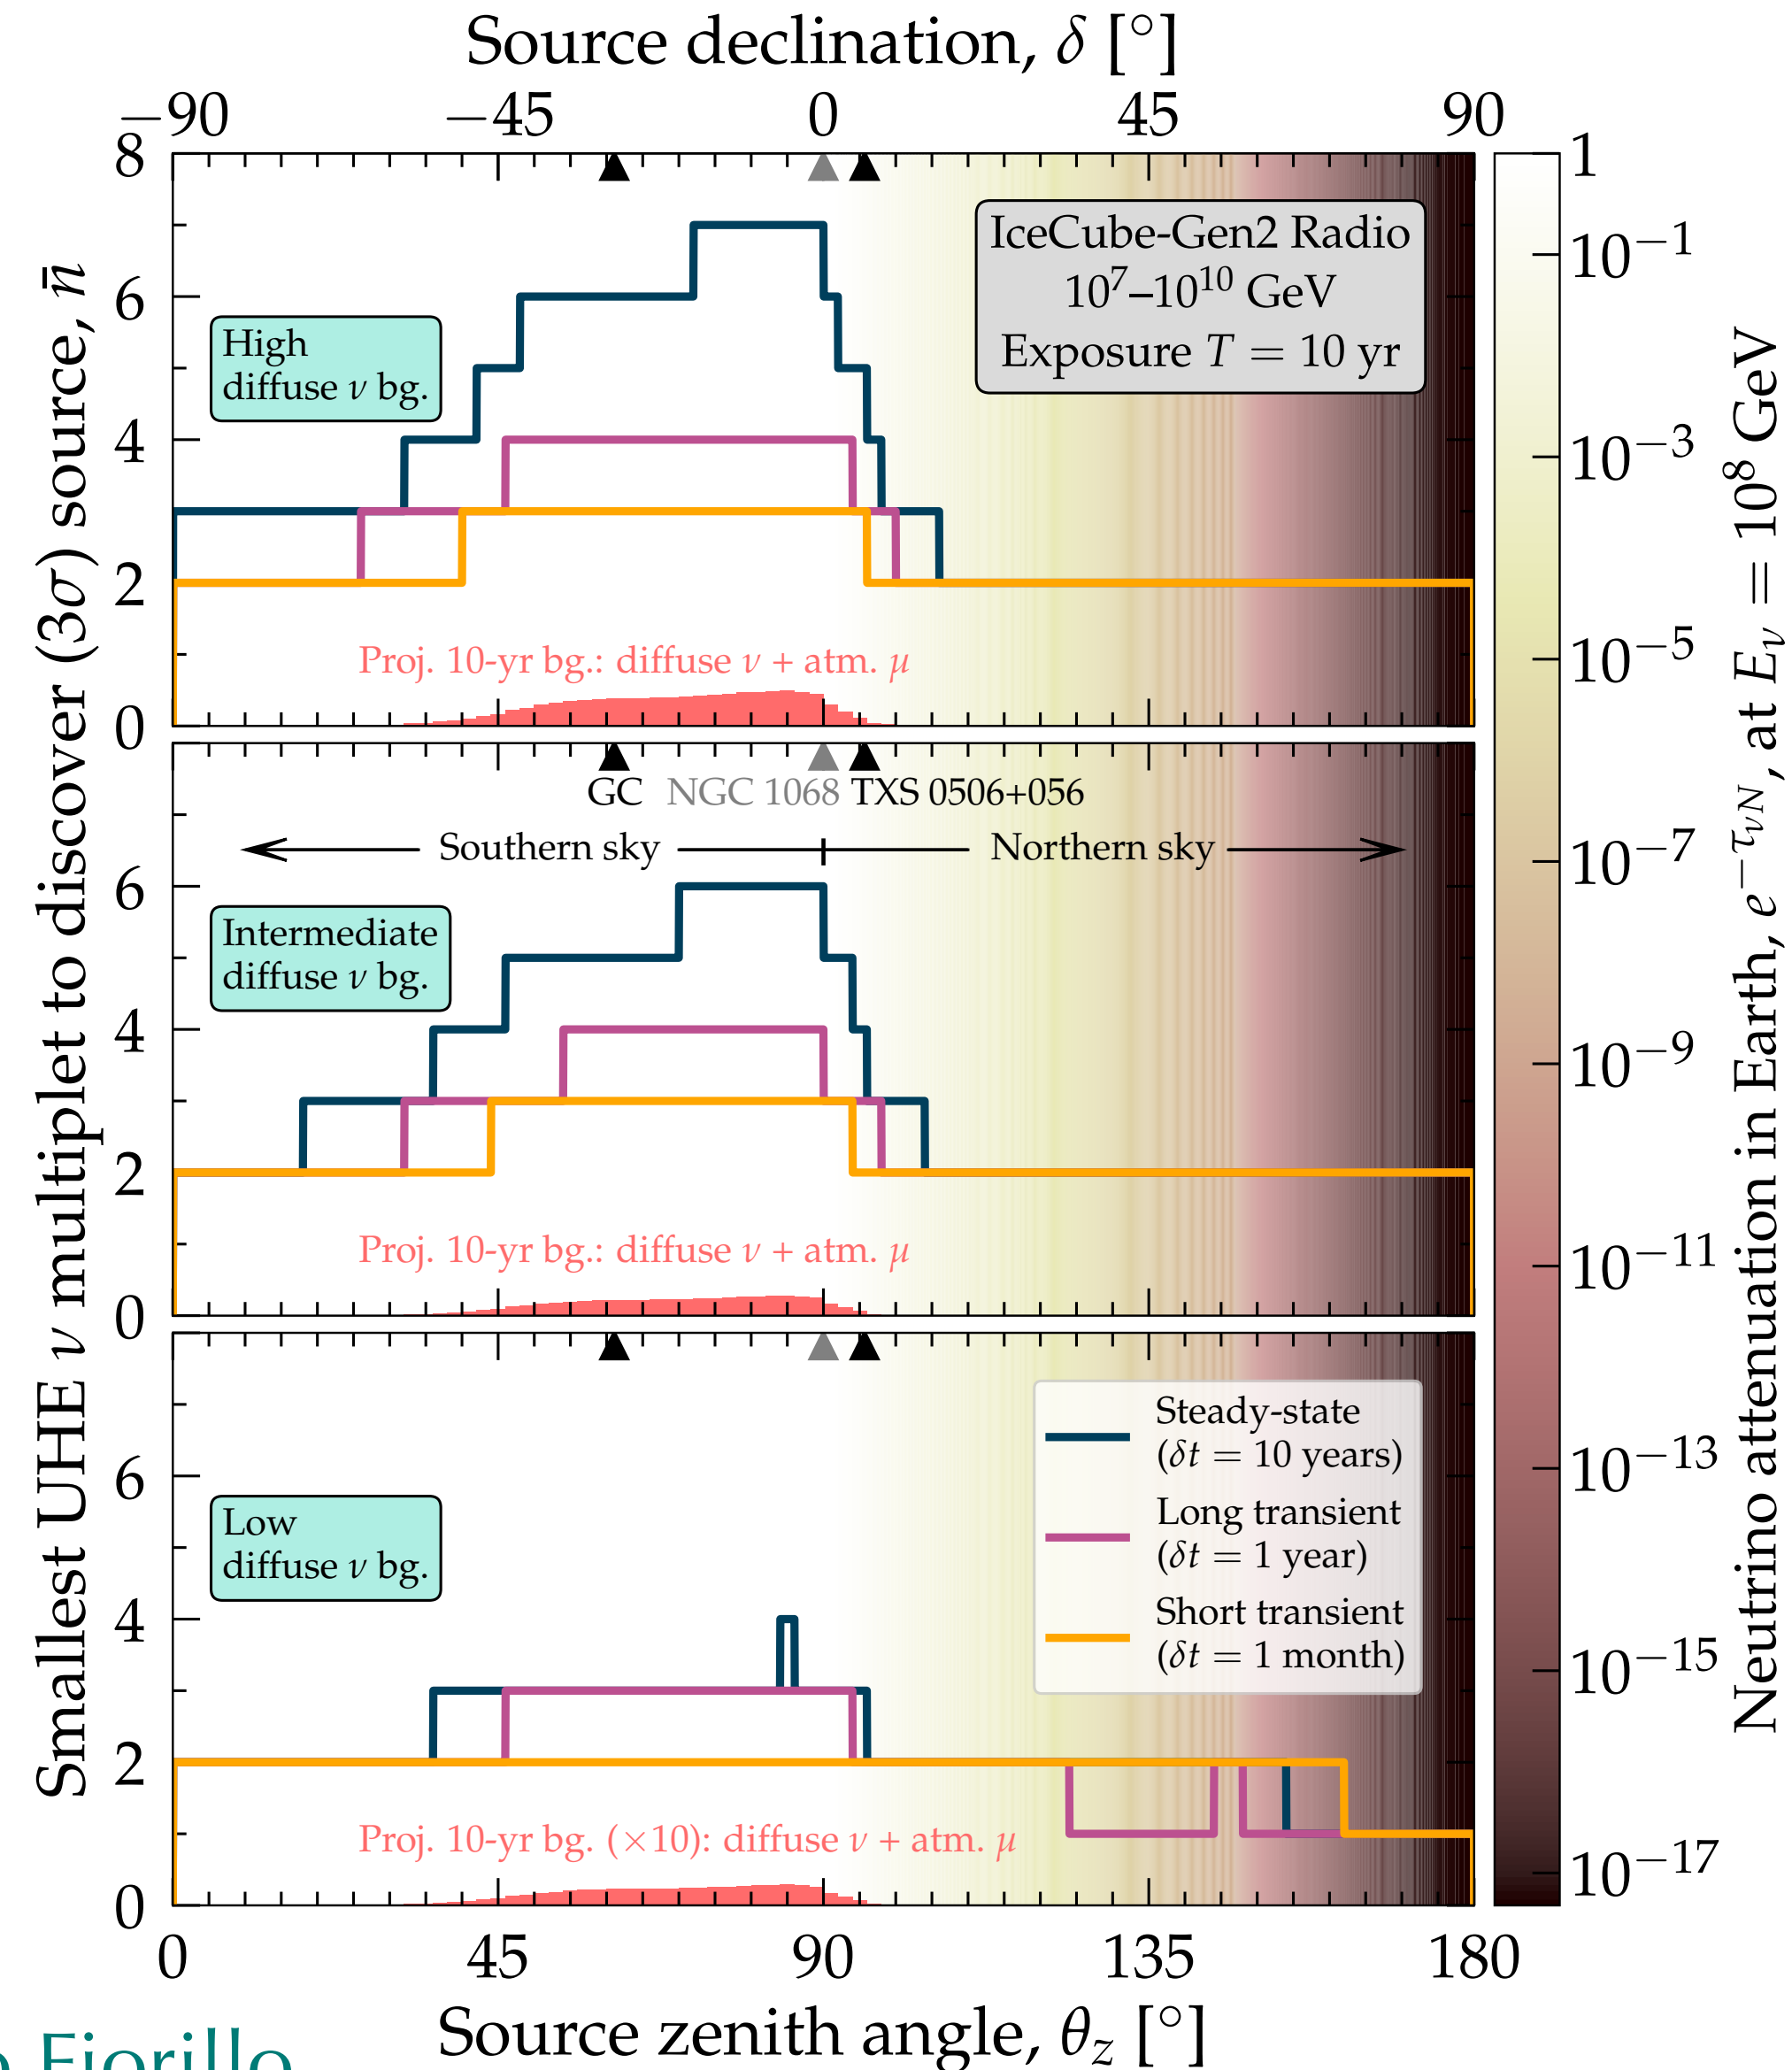 Source declination, δ [°]
−90 −45 0 45 90
8
6
4
2
0
High
diffuse ν bg.
IceCube-Gen2 Radio
10⁷–10¹⁰ GeV
Exposure T = 10 yr
Proj. 10-yr bg.: diffuse ν + atm. μ
GC NGC 1068 TXS 0506+056
Southern sky Northern sky
6
4
2
0
Intermediate
diffuse ν bg.
Proj. 10-yr bg.: diffuse ν + atm. μ
6
4
2
0
Low
diffuse ν bg.
Steady-state
(δt = 10 years)
Long transient
(δt = 1 year)
Short transient
(δt = 1 month)
Proj. 10-yr bg. (×10): diffuse ν + atm. μ
0 45 90 135 180
Source zenith angle, θ_z [°]
Smallest UHE ν multiplet to discover (3σ) source, n̄
1
10⁻¹
10⁻³
10⁻⁵
10⁻⁷
10⁻⁹
10⁻¹¹
10⁻¹³
10⁻¹⁵
10⁻¹⁷
Neutrino attenuation in Earth, e^{−τ_{νN}}, at E_ν = 10⁸ GeV
Fiorillo